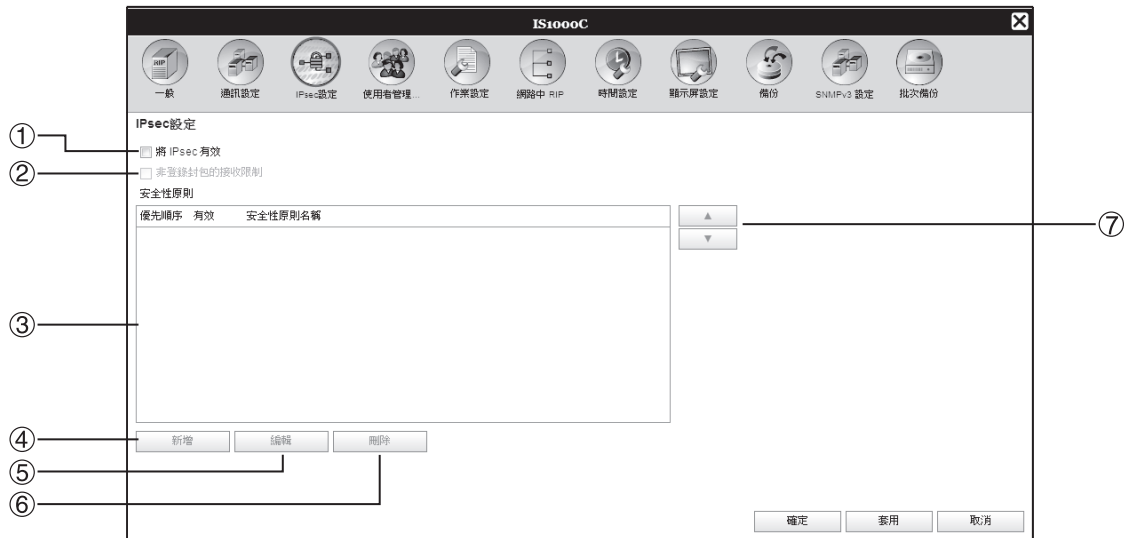 IS1000C
RIP
一般
通訊設定
IPsec設定
使用者管理...
作業設定
網路中 RIP
時間設定
顯示屏設定
備份
SNMPv3 設定
批次備份
IPsec設定
① 將 IPsec 有效
② 非登錄封包的接收限制
安全性原則
優先順序 有效 安全性原則名稱
▲
▼
⑦
③
④ 新增 編輯 刪除
⑤
⑥
確定 套用 取消